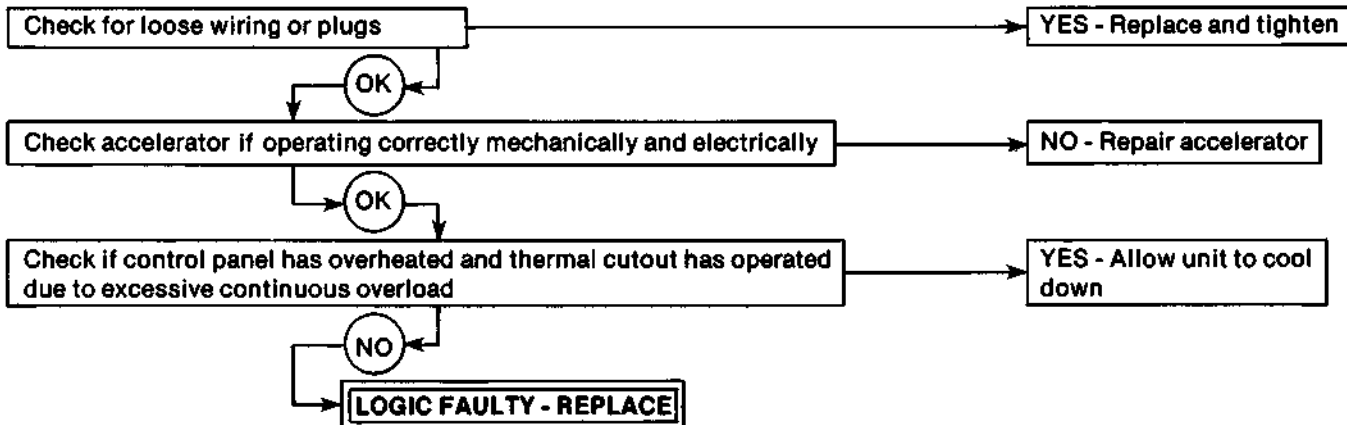 Check for loose wiring or plugs
YES - Replace and tighten
OK
Check accelerator if operating correctly mechanically and electrically
NO - Repair accelerator
OK
Check if control panel has overheated and thermal cutout has operated
due to excessive continuous overload
YES - Allow unit to cool
down
NO
LOGIC FAULTY - REPLACE